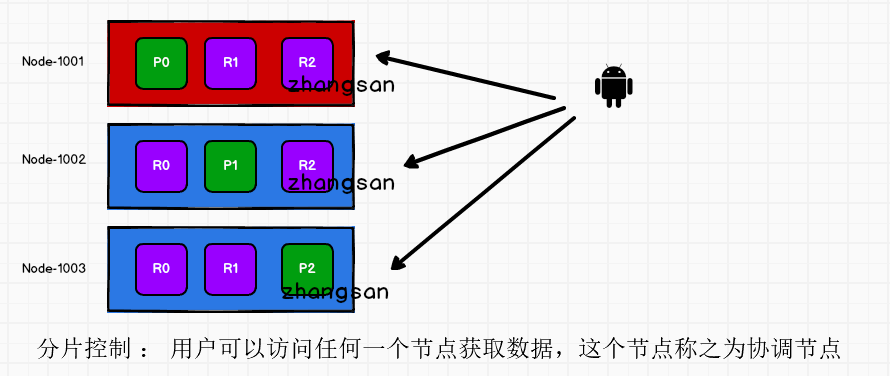 Node-1001
P0 R1 R2
zhangsan
Node-1002
R0 P1 R2
zhangsan
Node-1003
R0 R1 P2
zhangsan
分片控制： 用户可以访问任何一个节点获取数据，这个节点称之为协调节点